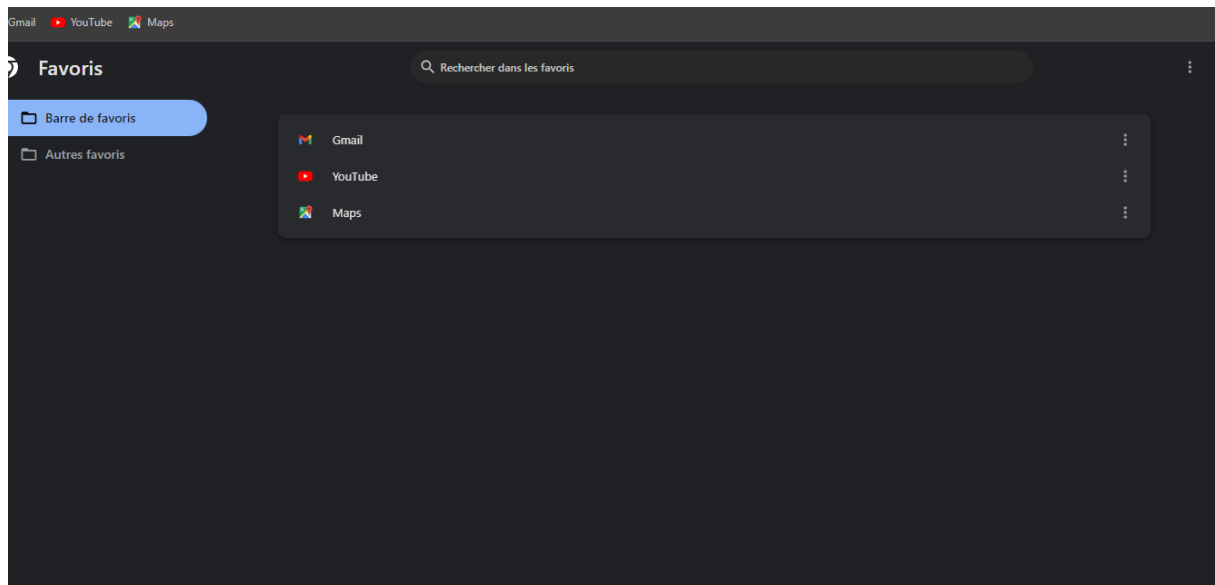 Gmail YouTube Maps
Favoris
Rechercher dans les favoris
Barre de favoris
Autres favoris
Gmail
YouTube
Maps